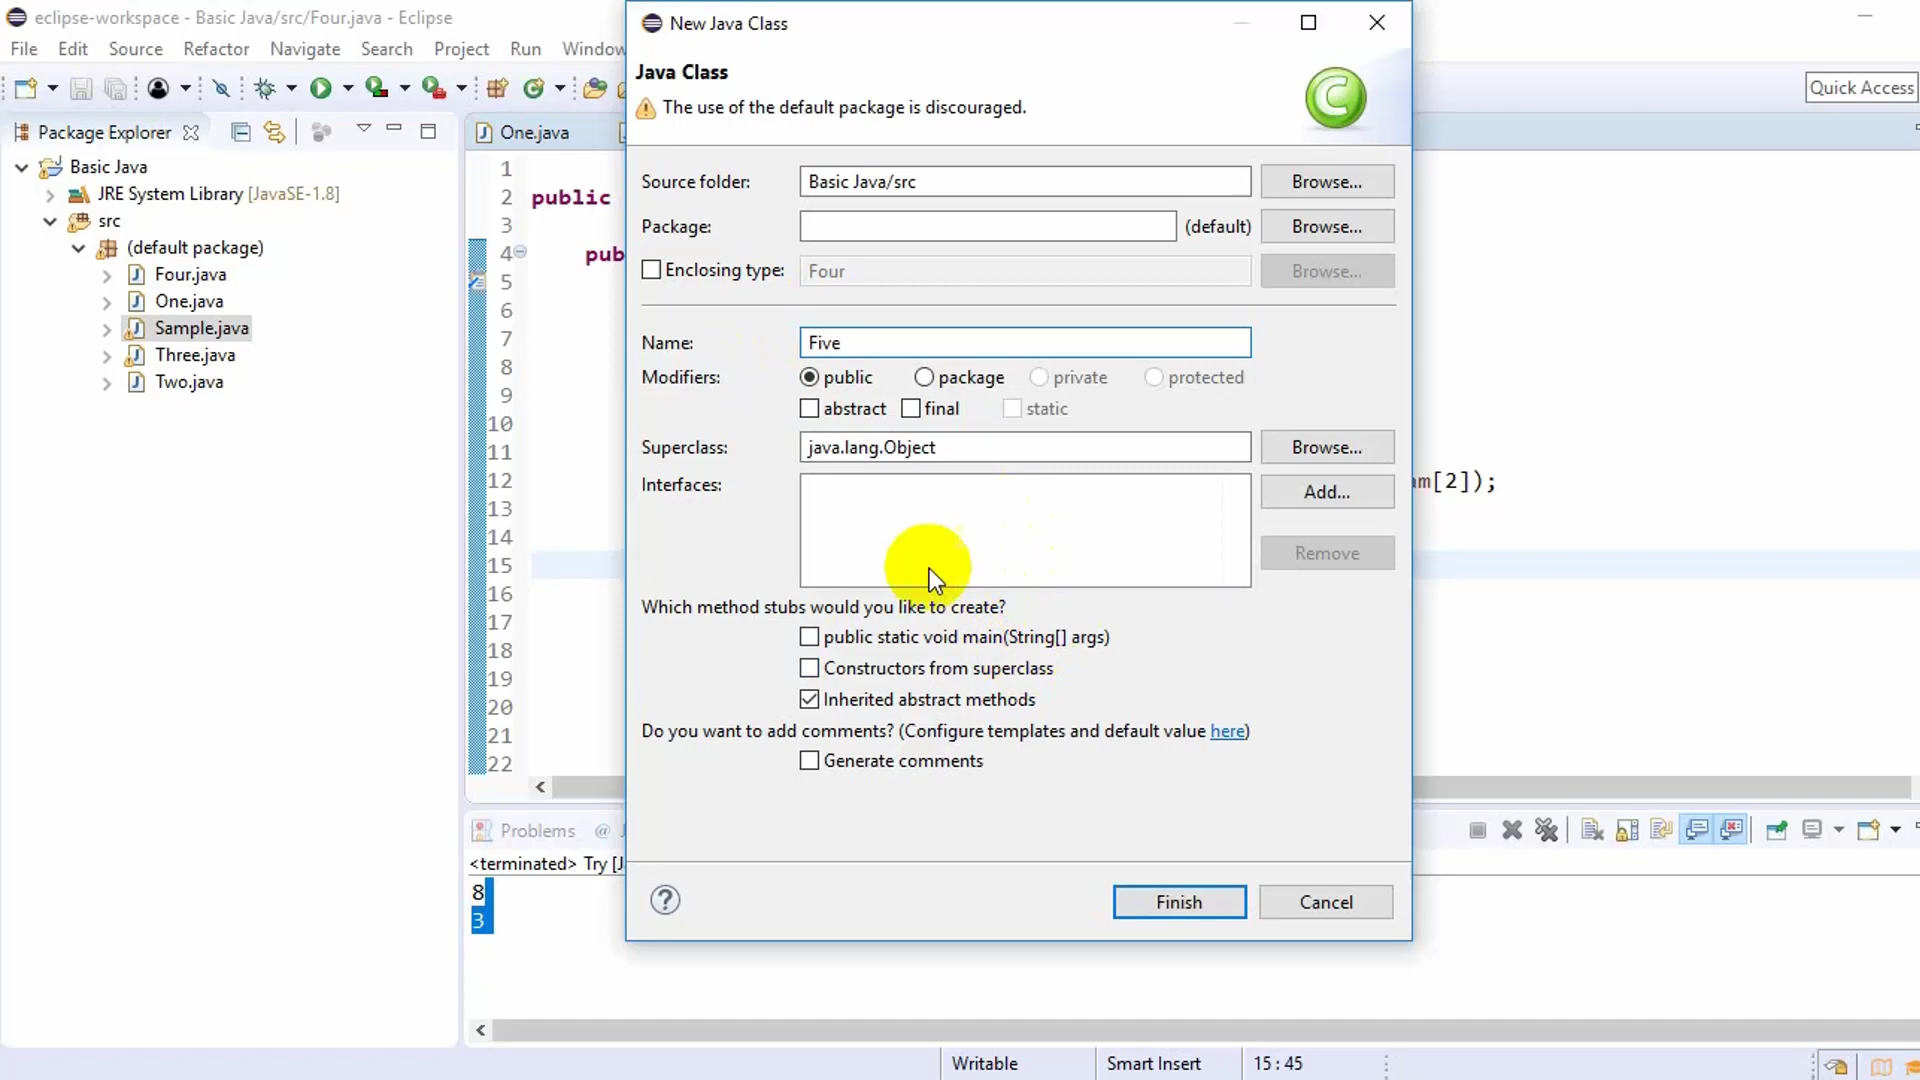 eclipse-workspace - Basic Java/src/Four.java - Eclipse
File Edit Source Refactor Navigate Search Project Run Window
Quick Access
Package Explorer
Basic Java
JRE System Library [JavaSE-1.8]
src
(default package)
Four.java
One.java
Sample.java
Three.java
Two.java
One.java
1
2 public
3
4 pub
5
6
7
8
9
10
11
12 am[2]);
13
14
15
16
17
18
19
20
21
22
New Java Class
Java Class
The use of the default package is discouraged.
Source folder: Basic Java/src Browse...
Package: (default) Browse...
Enclosing type: Four Browse...
Name: Five
Modifiers: public package private protected
abstract final static
Superclass: java.lang.Object Browse...
Interfaces: Add...
Remove
Which method stubs would you like to create?
public static void main(String[] args)
Constructors from superclass
Inherited abstract methods
Do you want to add comments? (Configure templates and default value here)
Generate comments
Finish Cancel
Problems @
<terminated> Try [J
8
3
Writable Smart Insert 15 : 45